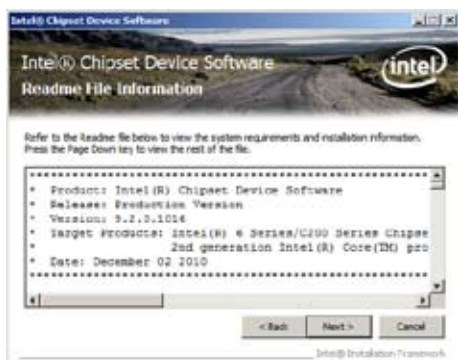 Intel® Chipset Device Software
Intel® Chipset Device Software
Readme File Information
intel
Refer to the Readme file below to view the system requirements and installation information.
Press the Page Down key to view the rest of the file.
* Product: Intel(R) Chipset Device Software
* Release: Production Version
* Version: 9.2.0.1016
* Target Products: Intel(R) 6 Series/C200 Series Chipse
* 2nd generation Intel(R) Core(TM) pro
* Date: December 02 2010
< Back
Next >
Cancel
Intel® Installation Framework